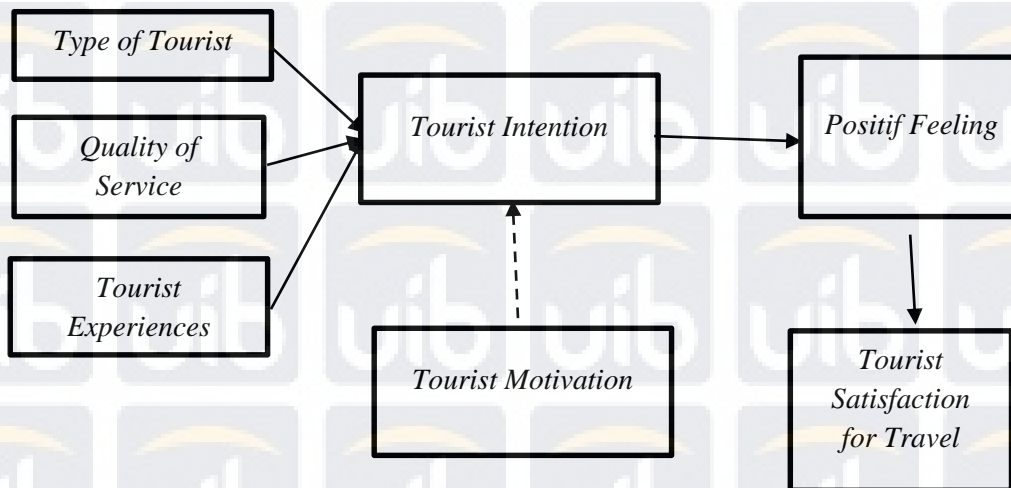 Type of Tourist
Quality of
Service
Tourist
Experiences
Tourist Intention
Tourist Motivation
Positif Feeling
Tourist
Satisfaction
for Travel